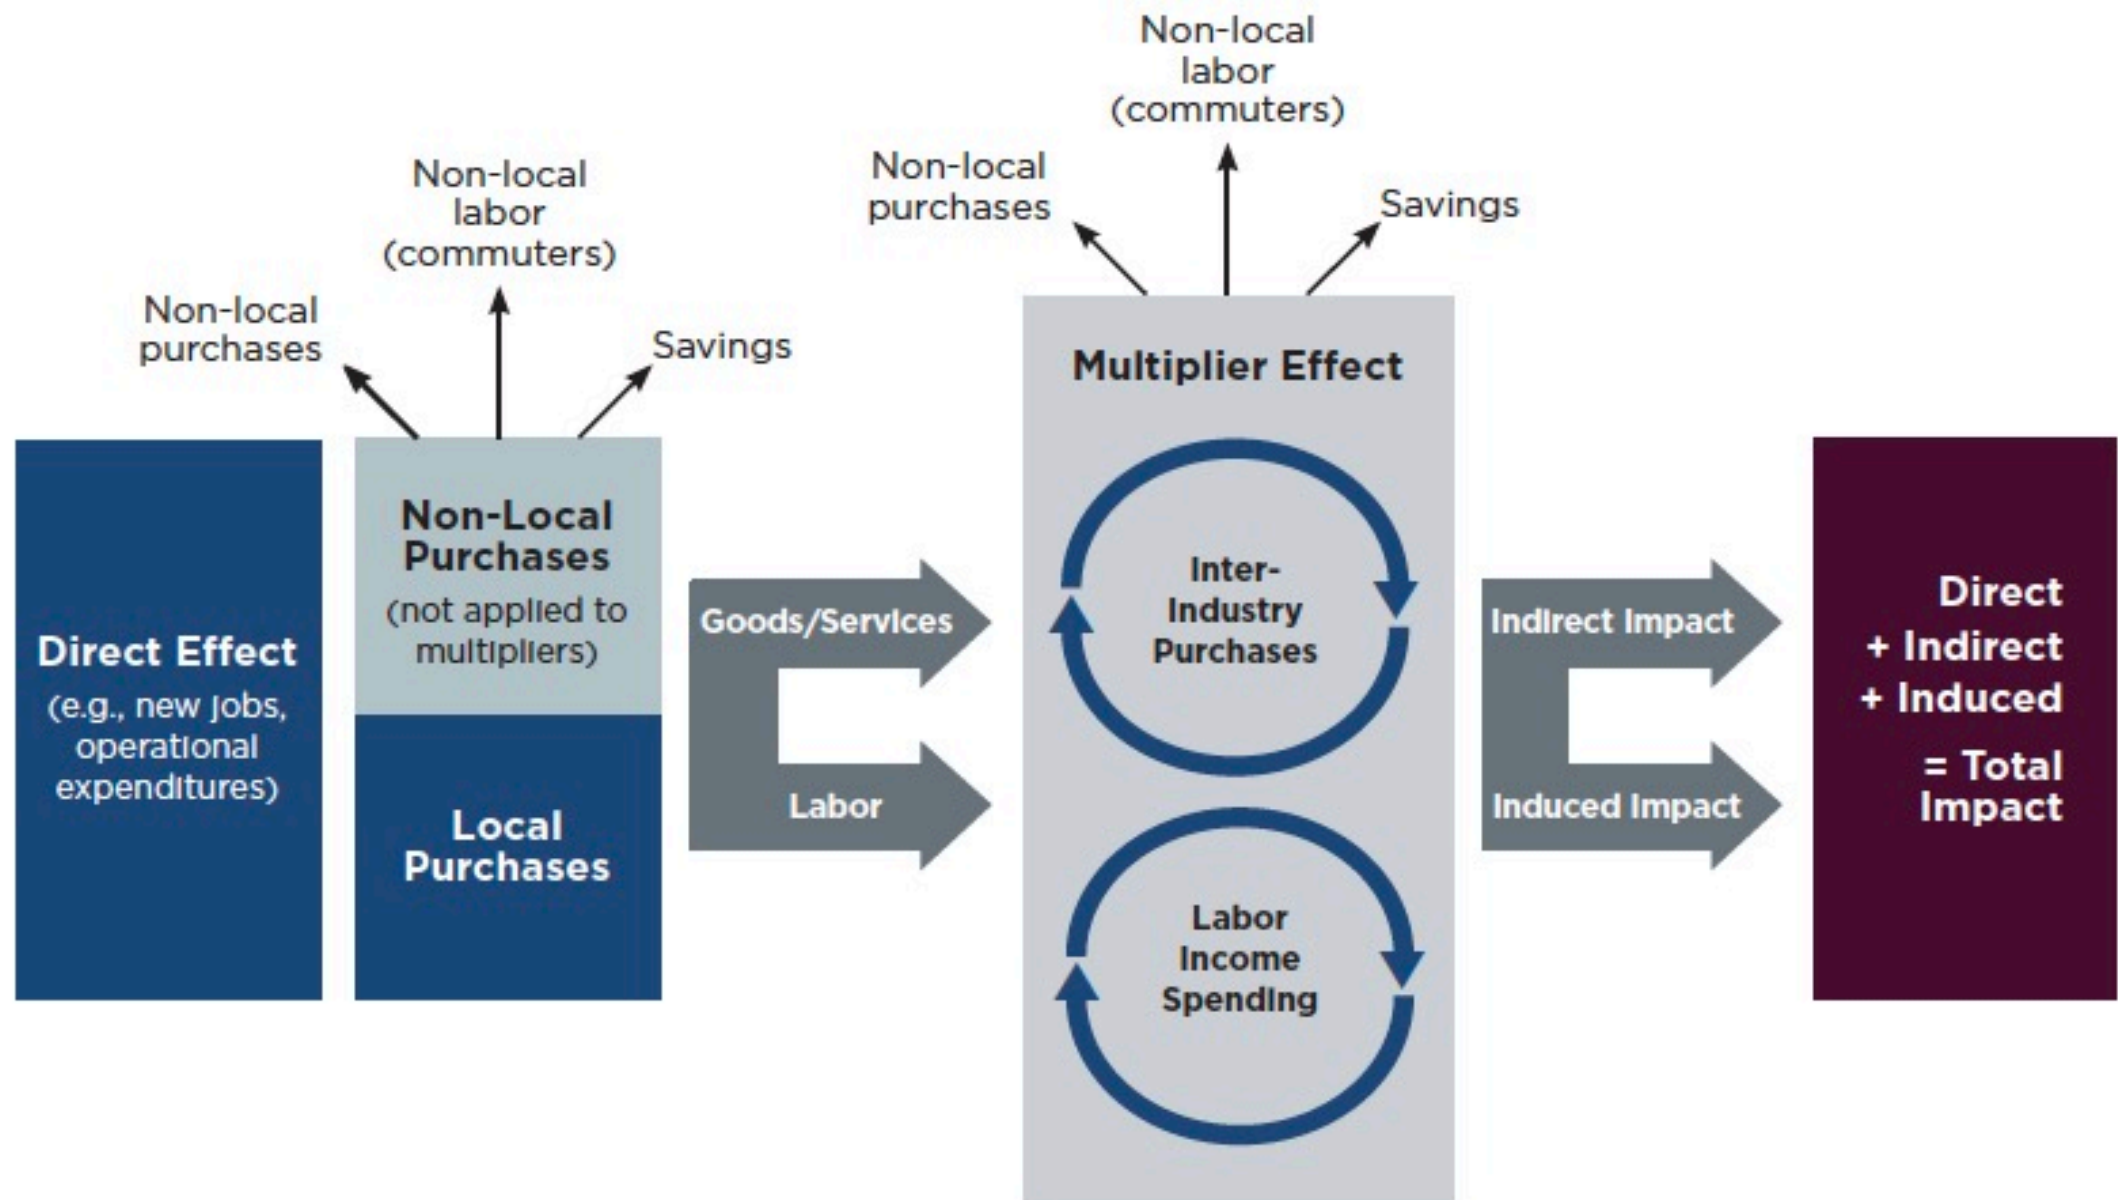 Non-local
purchases
Non-local
labor
(commuters)
Savings
Direct Effect
(e.g., new jobs,
operational
expenditures)
Non-Local
Purchases
(not applied to
multipliers)
Local
Purchases
Goods/Services
Labor
Non-local
purchases
Non-local
labor
(commuters)
Savings
Multiplier Effect
Inter-
Industry
Purchases
Labor
Income
Spending
Indirect Impact
Induced Impact
Direct
+ Indirect
+ Induced
= Total
Impact